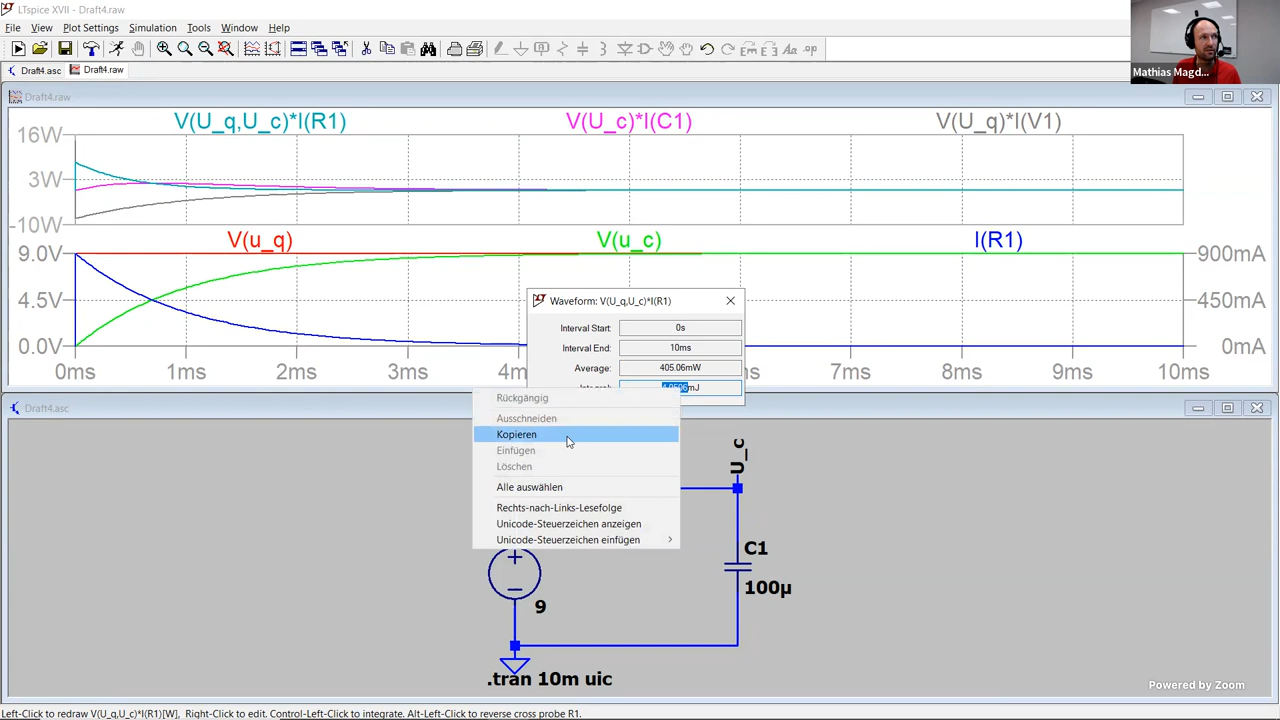 LTspice XVII - Draft4.raw
File View Plot Settings Simulation Tools Window Help
Draft4.asc Draft4.raw
Mathias Magd...
Draft4.raw
V(U_q,U_c)*I(R1) V(U_c)*I(C1) V(U_q)*I(V1)
16W
3W
-10W
V(u_q) V(u_c) I(R1)
9.0V 900mA
4.5V 450mA
0.0V 0mA
0ms 1ms 2ms 3ms 7ms 8ms 9ms 10ms
Waveform: V(U_q,U_c)*I(R1)
Interval Start: 0s
Interval End: 10ms
Average: 405.06mW
Integral: 4.0506mJ
Rückgängig
Ausschneiden
Kopieren
Einfügen
Löschen
Alle auswählen
Rechts-nach-Links-Lesefolge
Unicode-Steuerzeichen anzeigen
Unicode-Steuerzeichen einfügen
Draft4.asc
U_c
C1
100µ
9
.tran 10m uic
Powered by Zoom
Left-Click to redraw V(U_q,U_c)*I(R1)[W], Right-Click to edit. Control-Left-Click to integrate. Alt-Left-Click to reverse cross probe R1.